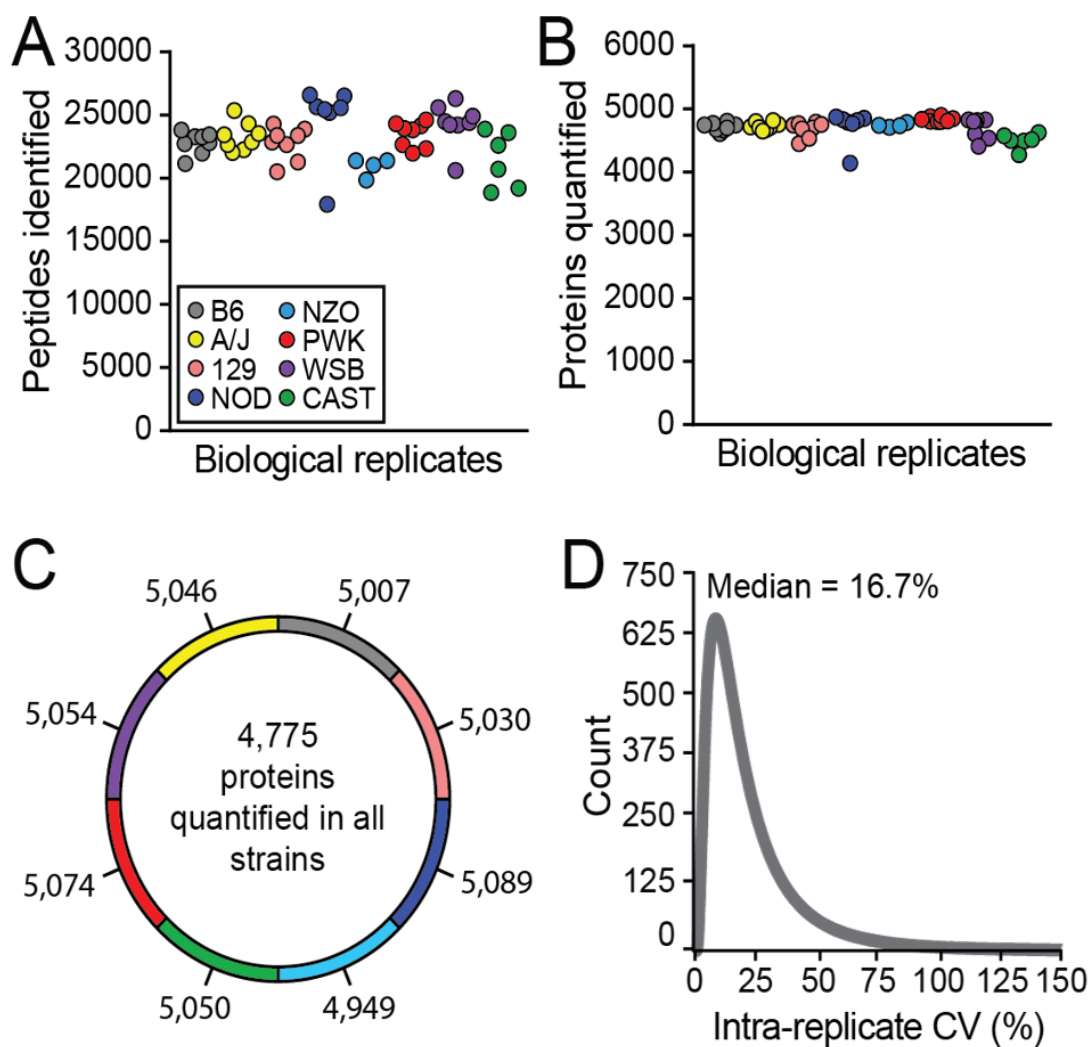 A
Peptides identified
30000
25000
20000
15000
10000
5000
0
B6
A/J
129
NOD
NZO
PWK
WSB
CAST
Biological replicates
B
Proteins quantified
6000
5000
4000
3000
2000
1000
0
Biological replicates
C
5,046
5,007
5,054
5,030
4,775
proteins
quantified in all
strains
5,074
5,089
5,050
4,949
D
Median = 16.7%
Count
750
625
500
375
250
125
0
0 25 50 75 100 125 150
Intra-replicate CV (%)